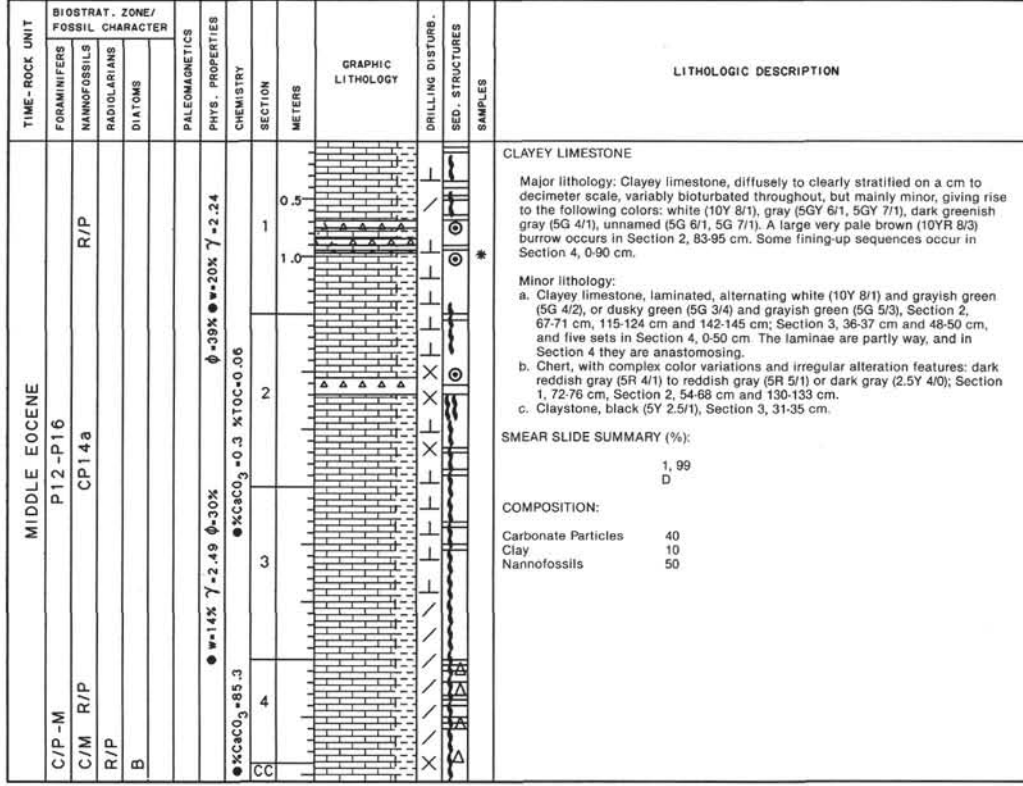 TIME-ROCK UNIT
BIOSTRAT. ZONE/
FOSSIL CHARACTER
FORAMINIFERS
NANNOFOSSILS
RADIOLARIANS
DIATOMS
PALEOMAGNETICS
PHYS. PROPERTIES
CHEMISTRY
SECTION
METERS
GRAPHIC
LITHOLOGY
DRILLING DISTURB.
SED. STRUCTURES
SAMPLES
LITHOLOGIC DESCRIPTION
MIDDLE EOCENE
C/P-M P12-P16
C/M R/P CP14a R/P
R/P
B
● w=14% γ=2.49 φ=30% φ=39% ● w=20% γ=2.24
● %CaCO3=85.3 ● %CaCO3=0.3 %TOC=0.06
1
2
3
4
CC
0.5
1.0
*
CLAYEY LIMESTONE
Major lithology: Clayey limestone, diffusely to clearly stratified on a cm to
decimeter scale, variably bioturbated throughout, but mainly minor, giving rise
to the following colors: white (10Y 8/1), gray (5GY 6/1, 5GY 7/1), dark greenish
gray (5G 4/1), unnamed (5G 6/1, 5G 7/1). A large very pale brown (10YR 8/3)
burrow occurs in Section 2, 83-95 cm. Some fining-up sequences occur in
Section 4, 0-90 cm.
Minor lithology:
a. Clayey limestone, laminated, alternating white (10Y 8/1) and grayish green
(5G 4/2), or dusky green (5G 3/4) and grayish green (5G 5/3), Section 2,
67-71 cm, 115-124 cm and 142-145 cm; Section 3, 36-37 cm and 48-50 cm,
and five sets in Section 4, 0-50 cm. The laminae are partly way, and in
Section 4 they are anastomosing.
b. Chert, with complex color variations and irregular alteration features: dark
reddish gray (5R 4/1) to reddish gray (5R 5/1) or dark gray (2.5Y 4/0); Section
1, 72-76 cm, Section 2, 54-68 cm and 130-133 cm.
c. Claystone, black (5Y 2.5/1), Section 3, 31-35 cm.
SMEAR SLIDE SUMMARY (%):
1, 99
D
COMPOSITION:
Carbonate Particles 40
Clay 10
Nannofossils 50